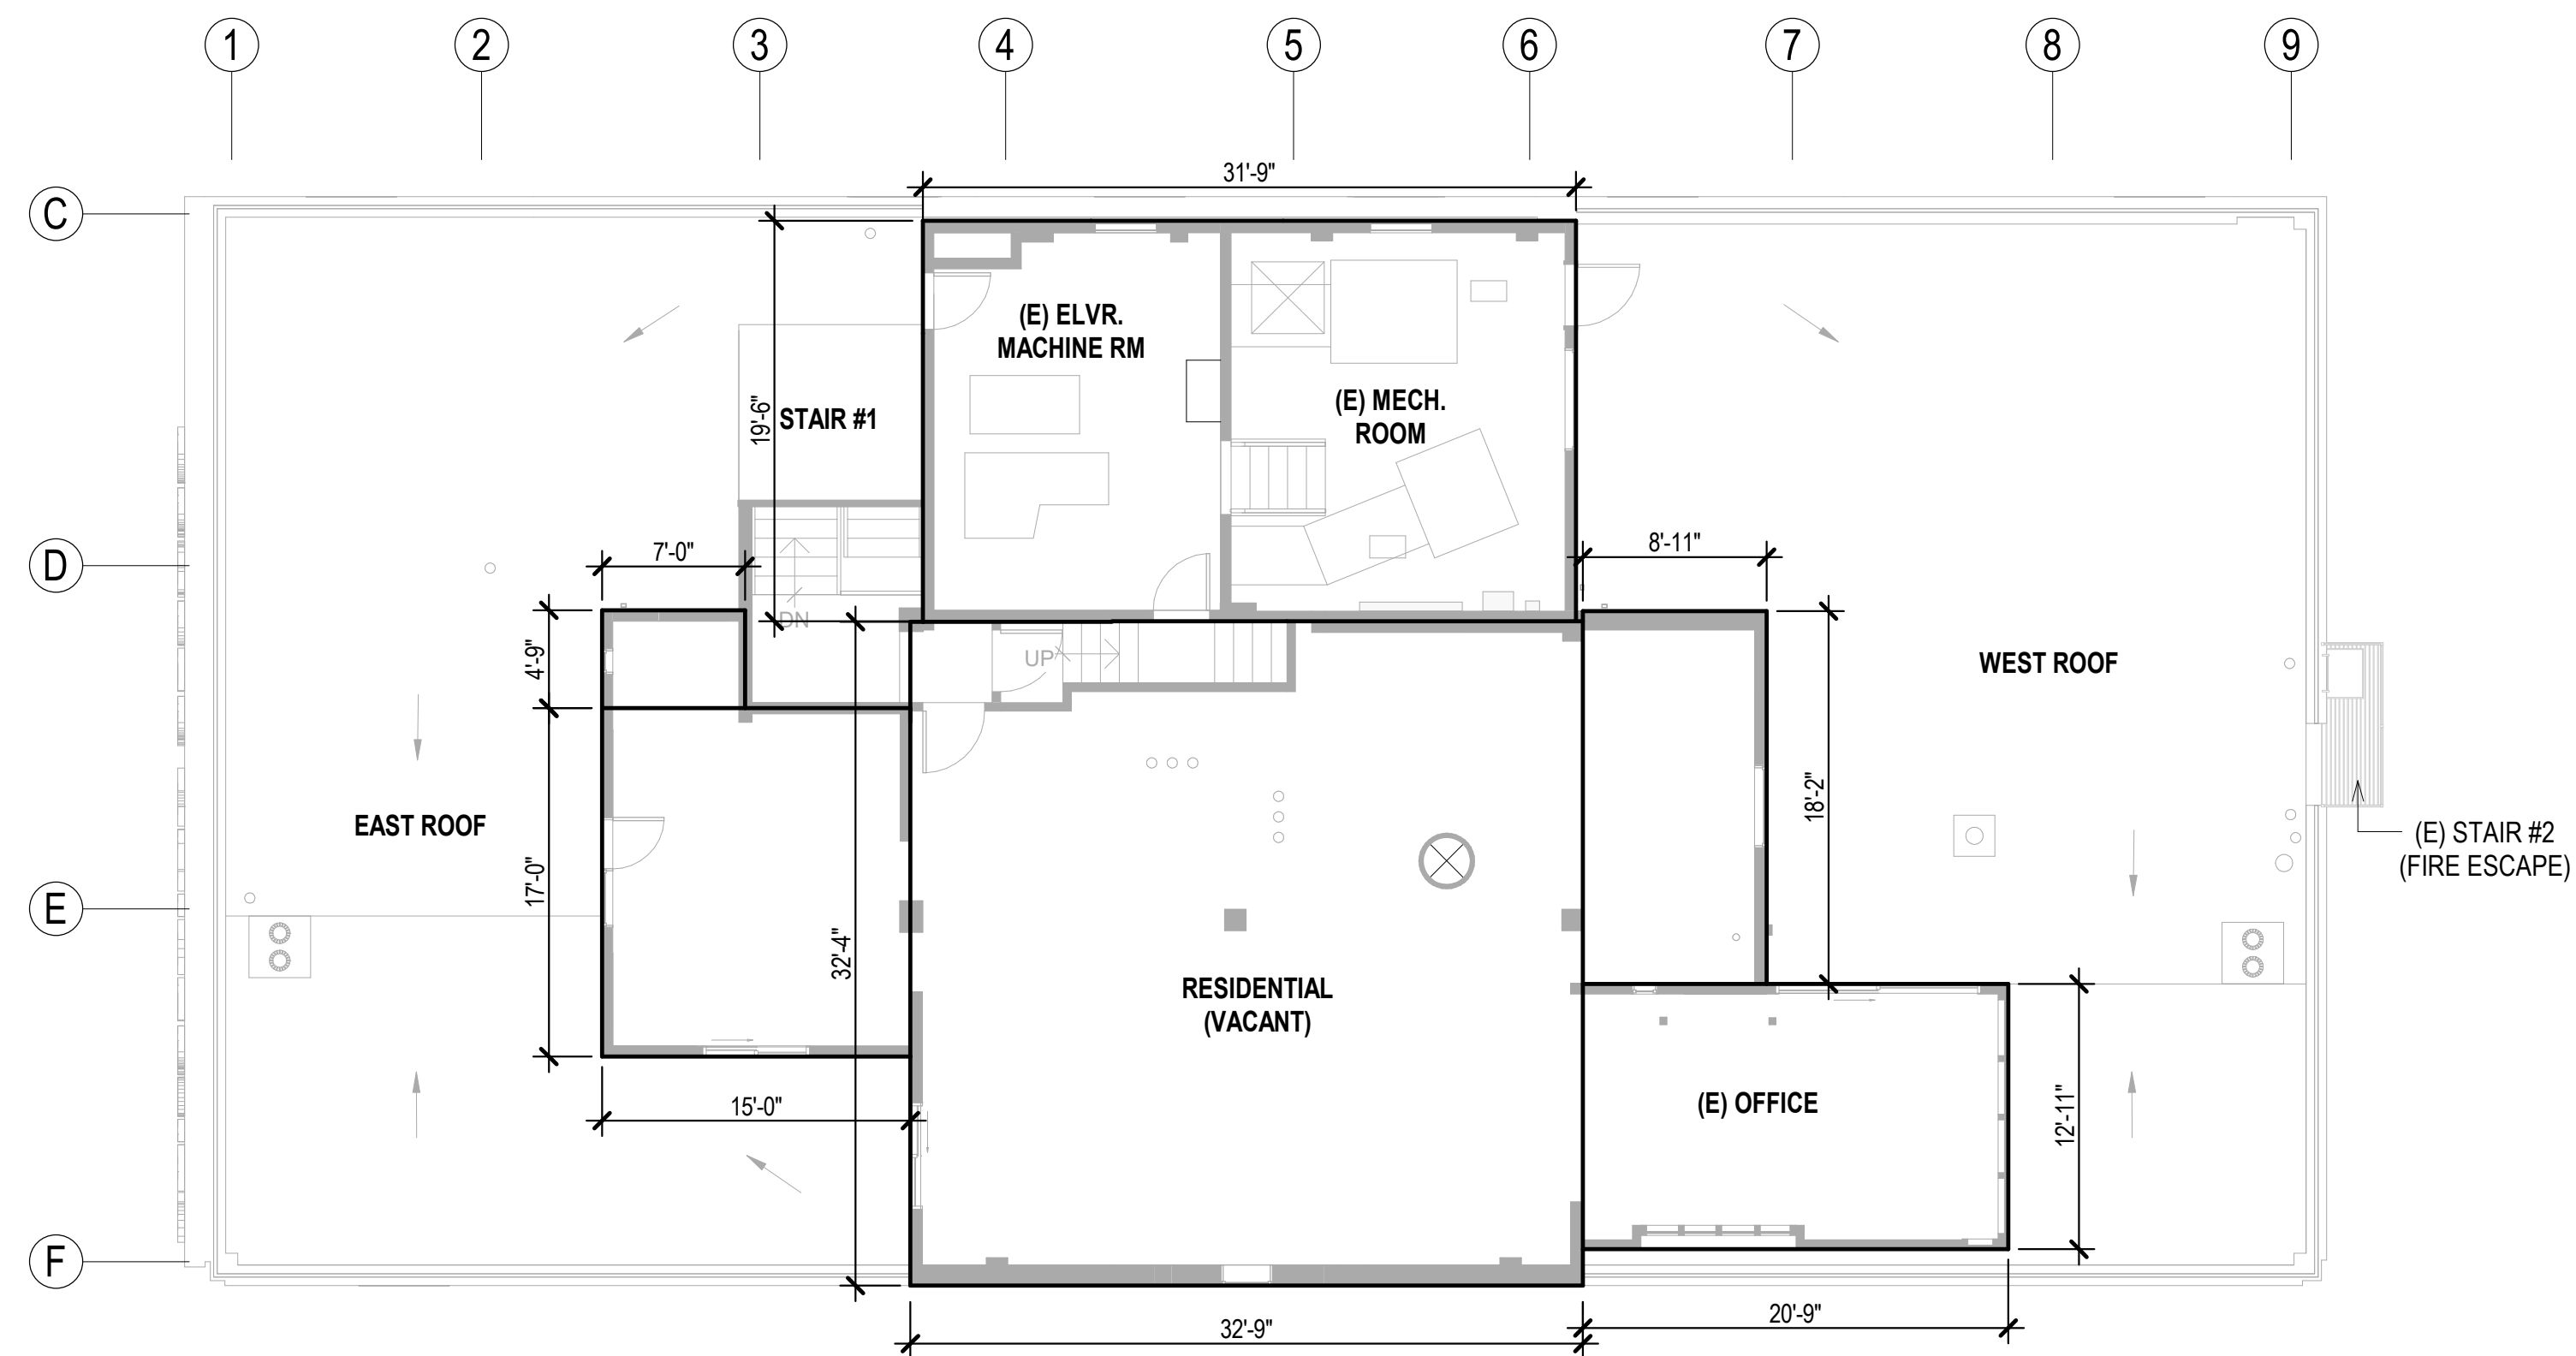 1 2 3 4 5 6 7 8 9
31'-9"
C
(E) ELVR.
MACHINE RM
19'-6"
STAIR #1
(E) MECH.
ROOM
D
7'-0"
8'-11"
DN
4'-9"
UP
WEST ROOF
18'-2"
EAST ROOF
(E) STAIR #2
(FIRE ESCAPE)
17'-0"
E
32'-4"
RESIDENTIAL
(VACANT)
15'-0"
(E) OFFICE
12'-11"
F
32'-9"
20'-9"